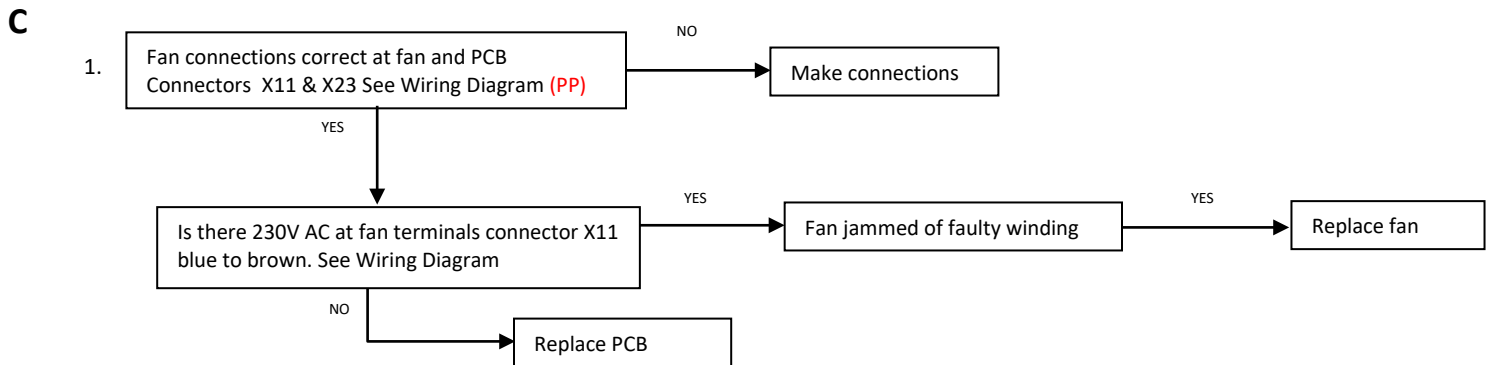 C
1.
Fan connections correct at fan and PCB
Connectors X11 & X23 See Wiring Diagram (PP)
NO
Make connections
YES
Is there 230V AC at fan terminals connector X11
blue to brown. See Wiring Diagram
YES
Fan jammed of faulty winding
YES
Replace fan
NO
Replace PCB